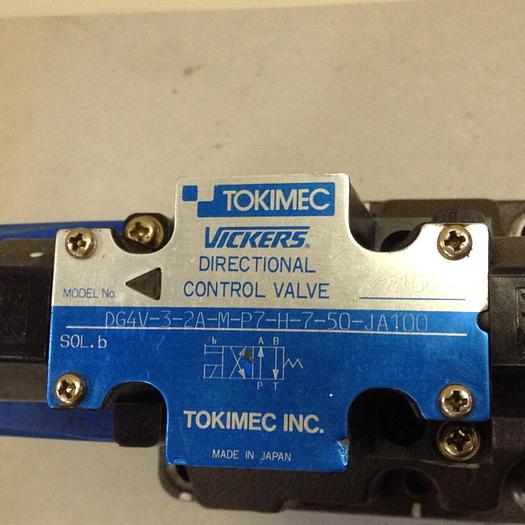 TOKIMEC
VICKERS®
DIRECTIONAL
CONTROL VALVE
MODEL No.
DG4V-3-2A-M-P7-H-7-50-JA100
SOL.b
b A B
P T
TOKIMEC INC.
MADE IN JAPAN